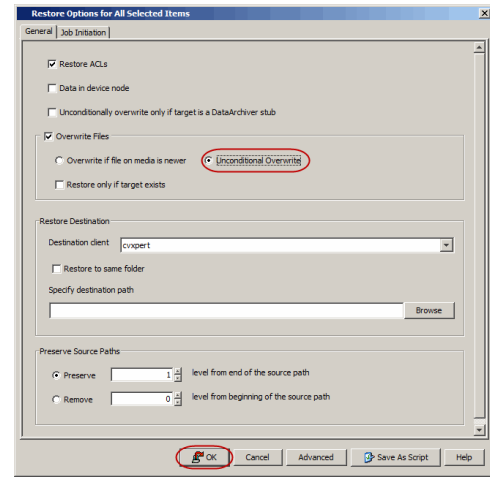 Restore Options for All Selected Items
General Job Initiation
Restore ACLs
Data in device node
Unconditionally overwrite only if target is a DataArchiver stub
Overwrite Files
Overwrite if file on media is newer Unconditional Overwrite
Restore only if target exists
Restore Destination
Destination client cvxpert
Restore to same folder
Specify destination path
Browse
Preserve Source Paths
Preserve 1 level from end of the source path
Remove 0 level from beginning of the source path
OK Cancel Advanced Save As Script Help